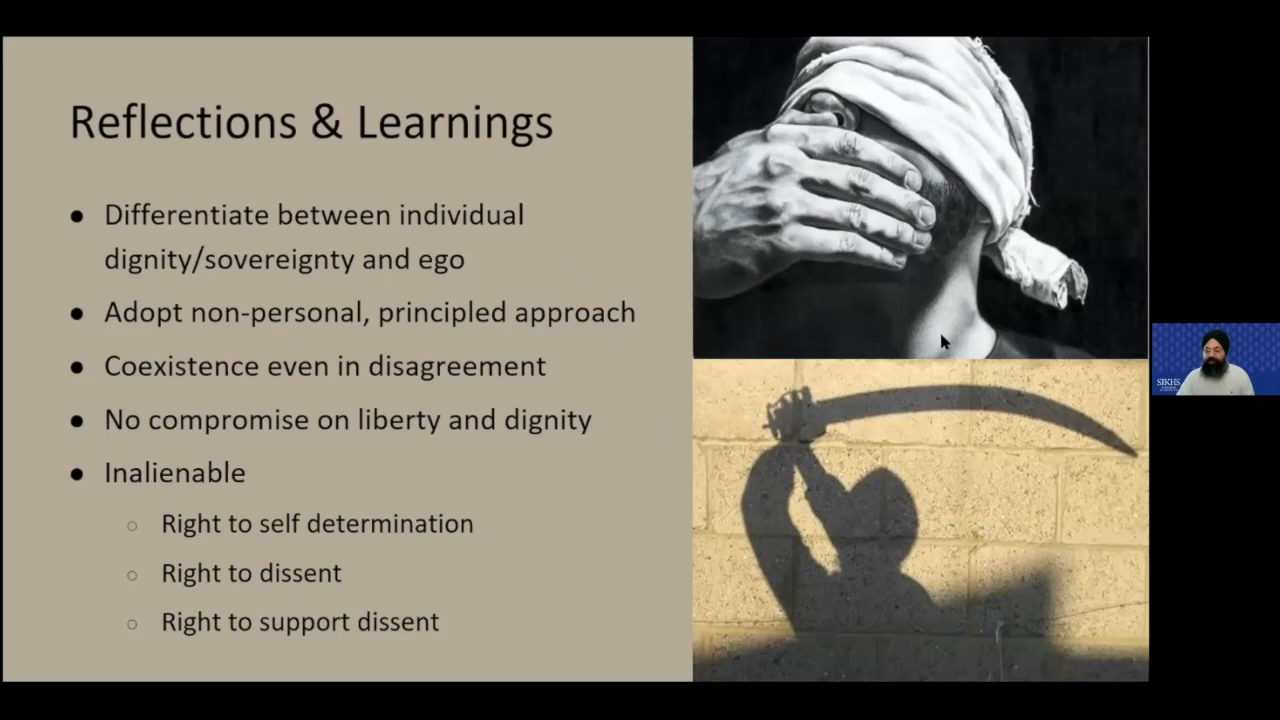 Reflections & Learnings
● Differentiate between individual
dignity/sovereignty and ego
● Adopt non-personal, principled approach
● Coexistence even in disagreement
● No compromise on liberty and dignity
● Inalienable
○ Right to self determination
○ Right to dissent
○ Right to support dissent
SIKHS